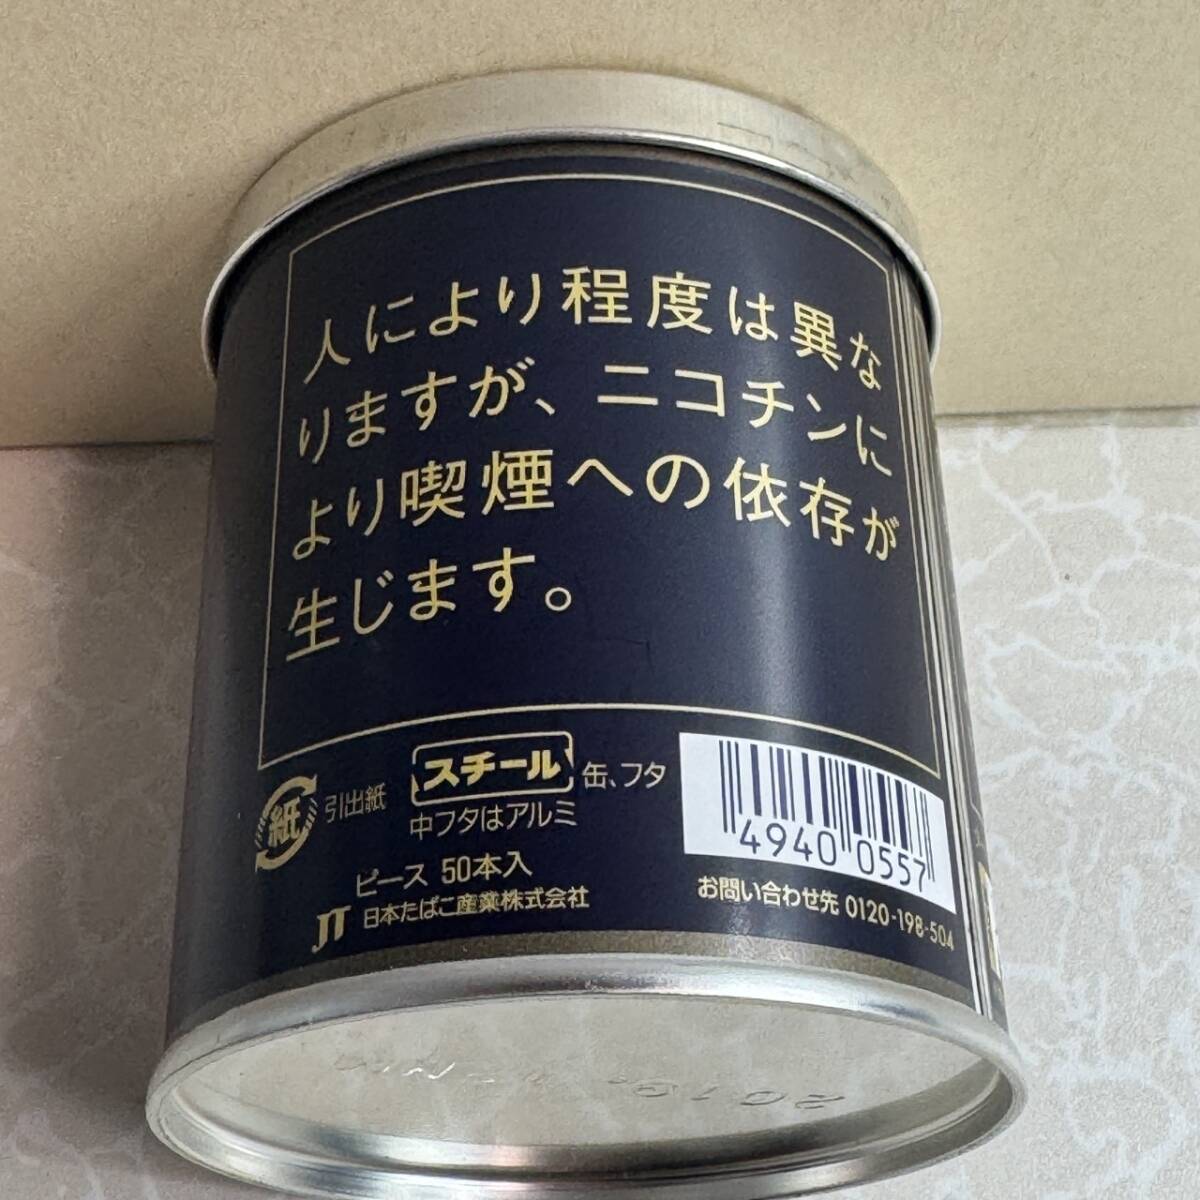 人により程度は異な
りますが、ニコチンに
より喫煙への依存が
生じます。
紙 引出紙
スチール 缶、フタ
中フタはアルミ
ピース 50本入
JT 日本たばこ産業株式会社
4940 0557
お問い合わせ先 0120-198-504
2019.